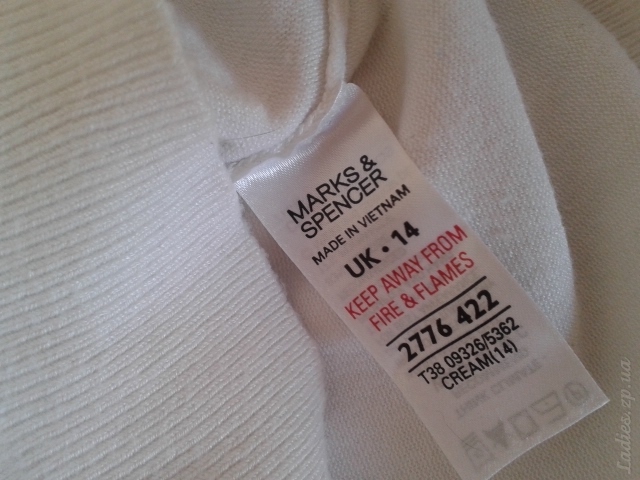 MARKS &
SPENCER
MADE IN VIETNAM
UK • 14
KEEP AWAY FROM
FIRE & FLAMES
2776 422
T38 09326/5362
CREAM(14)
Ladies.zp.ua